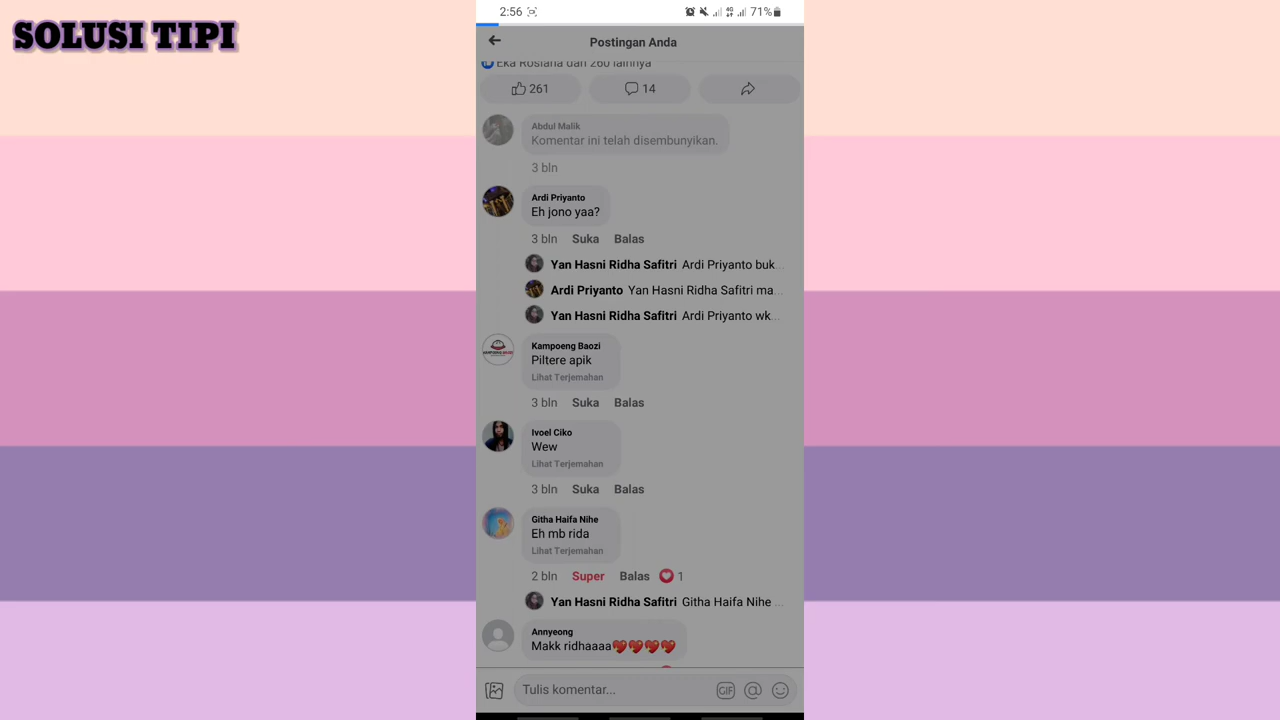 SOLUSI TIPI
2:56
4G
71%
Postingan Anda
Eka Rosiana dan 260 lainnya
261
14
Abdul Malik
Komentar ini telah disembunyikan.
3 bln
Ardi Priyanto
Eh jono yaa?
3 bln Suka Balas
Yan Hasni Ridha Safitri Ardi Priyanto buk...
Ardi Priyanto Yan Hasni Ridha Safitri ma...
Yan Hasni Ridha Safitri Ardi Priyanto wk...
Kampoeng Baozi
Piltere apik
Lihat Terjemahan
3 bln Suka Balas
Ivoel Ciko
Wew
Lihat Terjemahan
3 bln Suka Balas
Githa Haifa Nihe
Eh mb rida
Lihat Terjemahan
2 bln Super Balas 1
Yan Hasni Ridha Safitri Githa Haifa Nihe ...
Annyeong
Makk ridhaaaa💖💖💖💖
Tulis komentar...
GIF